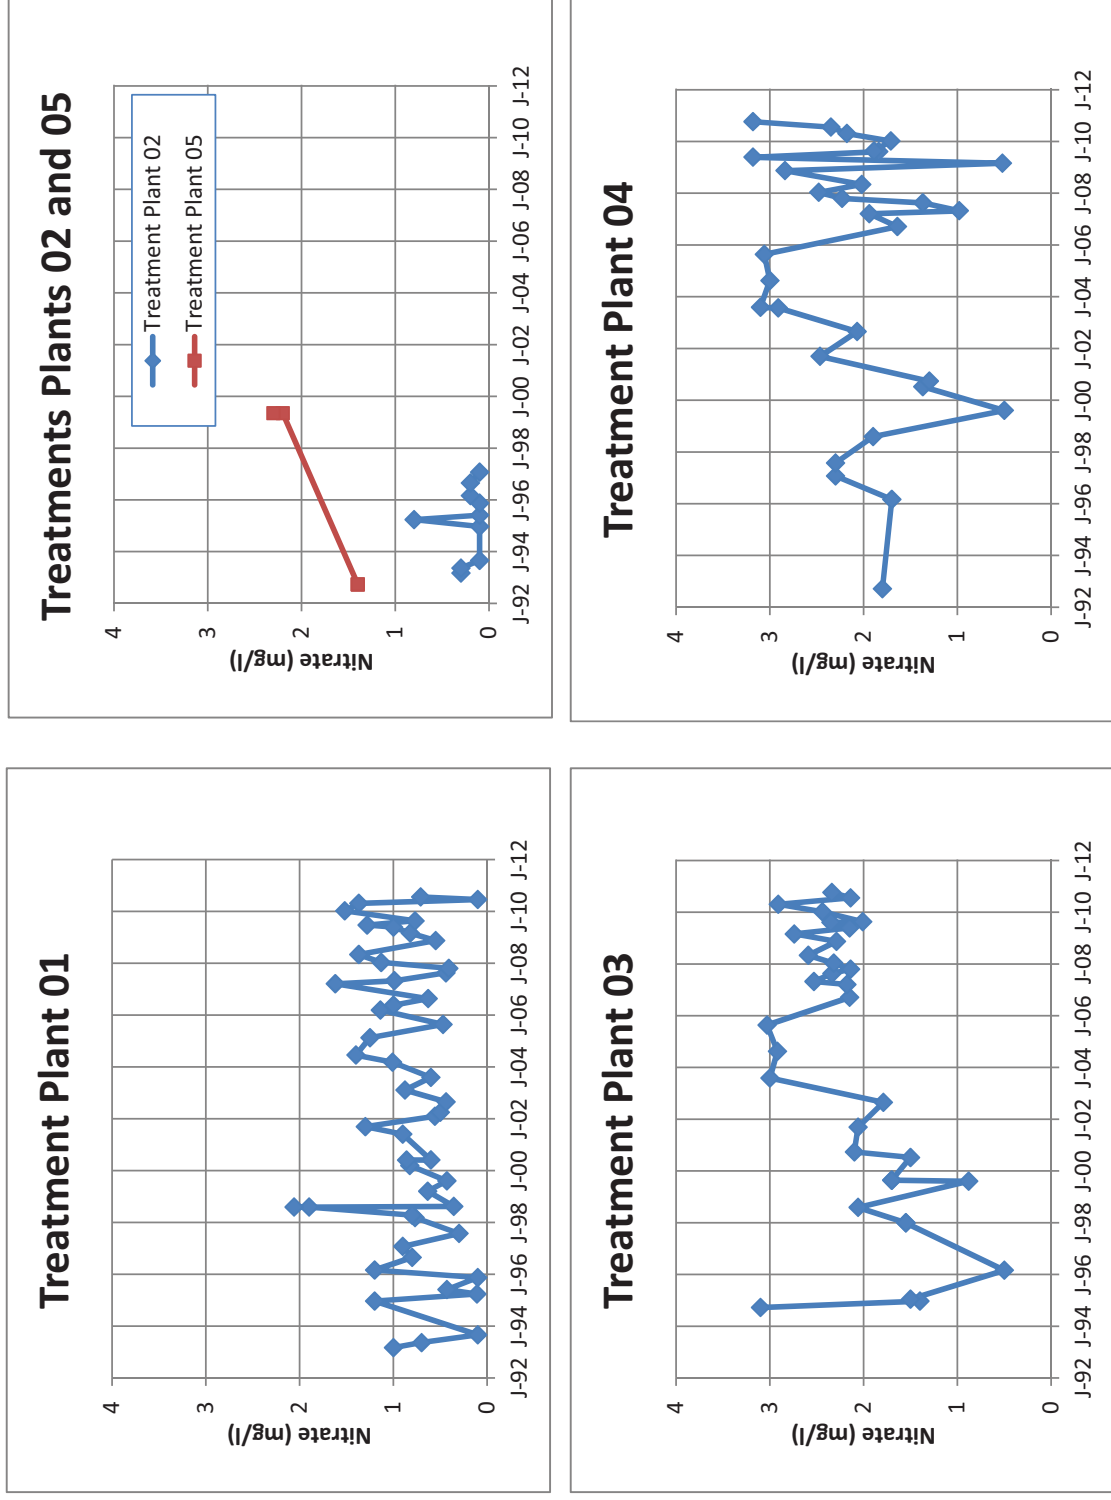 Treatment Plant 01
Nitrate (mg/l)
4
3
2
1
0
J-92 J-94 J-96 J-98 J-00 J-02 J-04 J-06 J-08 J-10 J-12
Treatments Plants 02 and 05
Nitrate (mg/l)
4
3
2
1
0
J-92 J-94 J-96 J-98 J-00 J-02 J-04 J-06 J-08 J-10 J-12
Treatment Plant 02
Treatment Plant 05
Treatment Plant 03
Nitrate (mg/l)
4
3
2
1
0
J-92 J-94 J-96 J-98 J-00 J-02 J-04 J-06 J-08 J-10 J-12
Treatment Plant 04
Nitrate (mg/l)
4
3
2
1
0
J-92 J-94 J-96 J-98 J-00 J-02 J-04 J-06 J-08 J-10 J-12